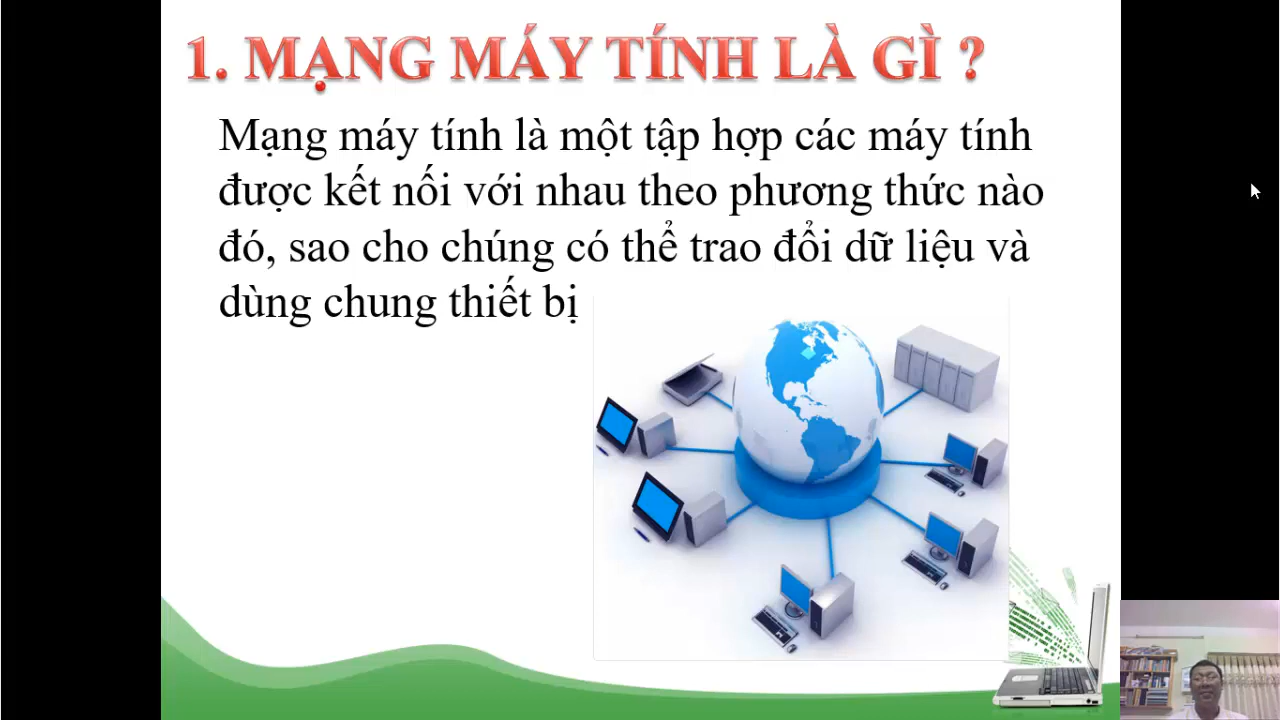 1. MẠNG MÁY TÍNH LÀ GÌ ?
Mạng máy tính là một tập hợp các máy tính
được kết nối với nhau theo phương thức nào
đó, sao cho chúng có thể trao đổi dữ liệu và
dùng chung thiết bị